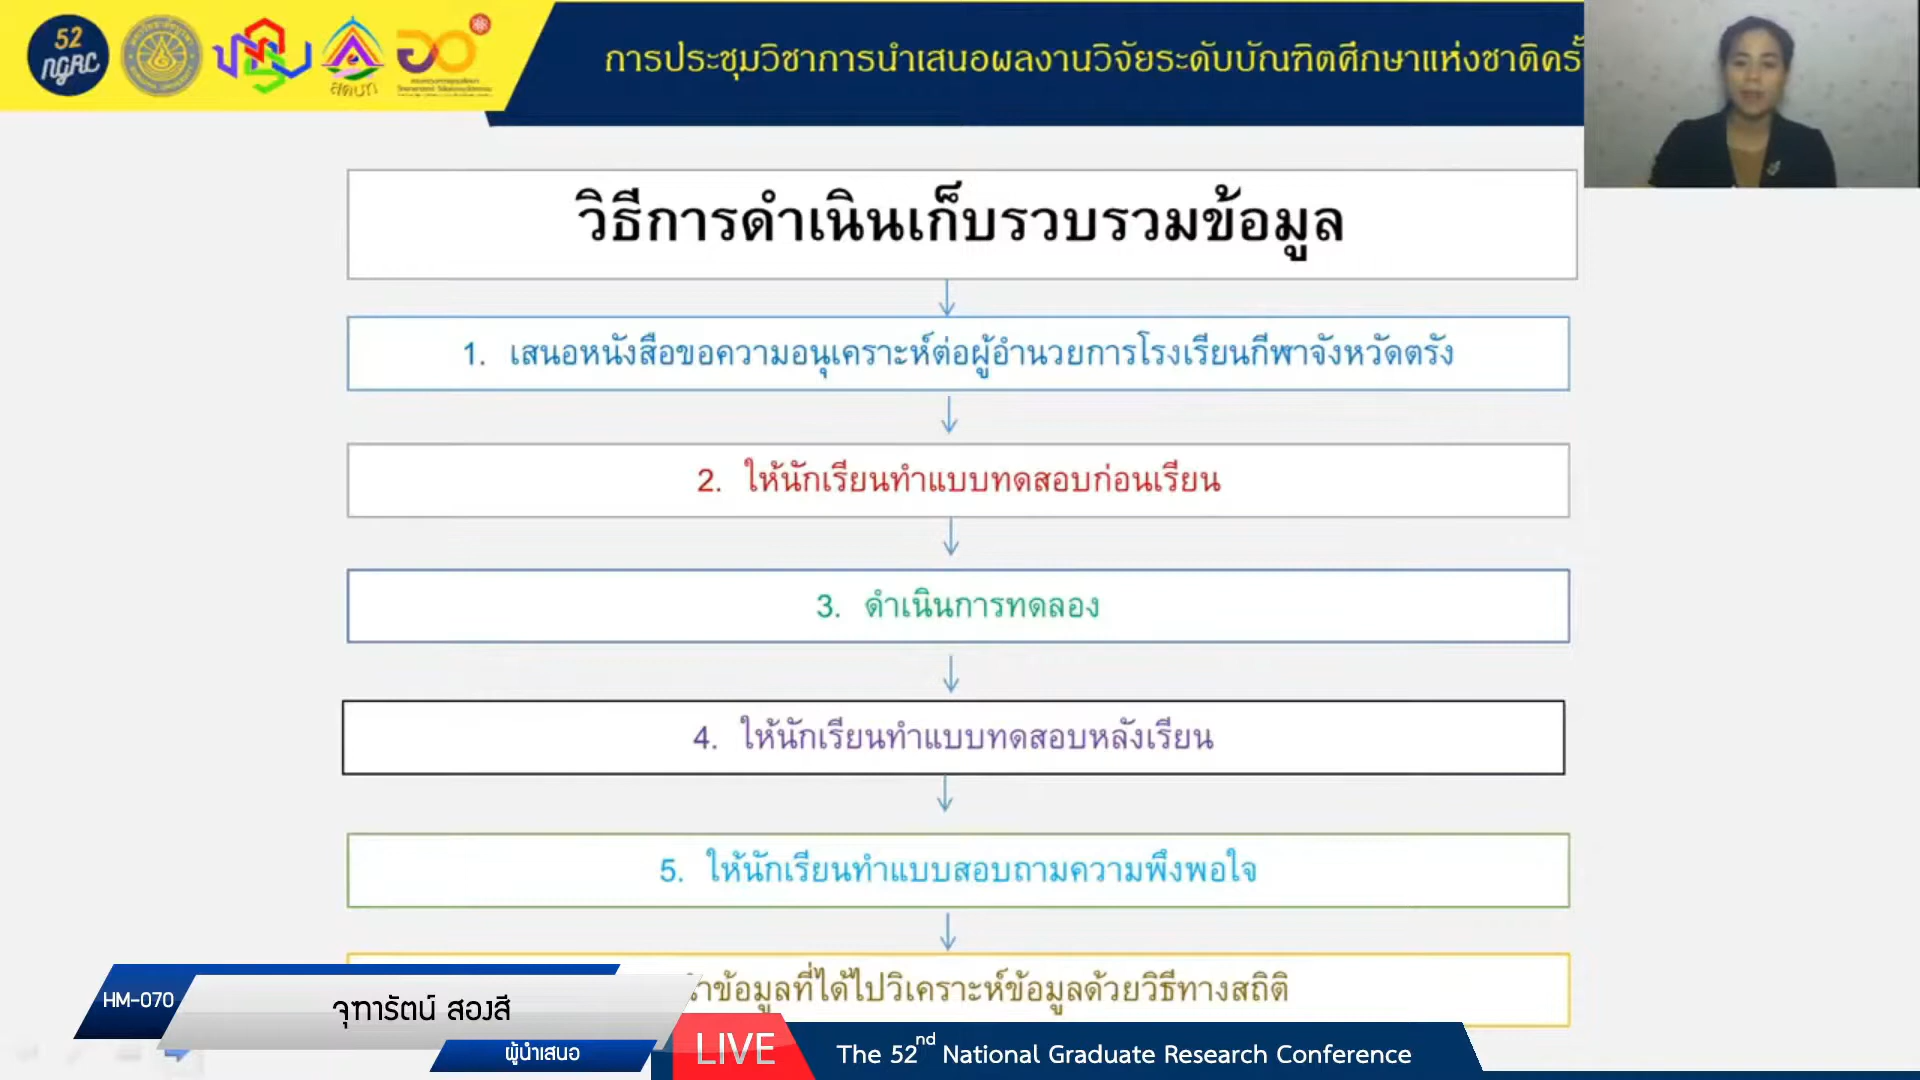 52
NGRC
สดบท
การประชุมวิชาการนำเสนอผลงานวิจัยระดับบัณฑิตศึกษาแห่งชาติครั้
วิธีการดำเนินเก็บรวบรวมข้อมูล
1. เสนอหนังสือขอความอนุเคราะห์ต่อผู้อำนวยการโรงเรียนกีฬาจังหวัดตรัง
2. ให้นักเรียนทำแบบทดสอบก่อนเรียน
3. ดำเนินการทดลอง
4. ให้นักเรียนทำแบบทดสอบหลังเรียน
5. ให้นักเรียนทำแบบสอบถามความพึงพอใจ
นำข้อมูลที่ได้ไปวิเคราะห์ข้อมูลด้วยวิธีทางสถิติ
HM-070
จุฑารัตน์ สองสี
ผู้นำเสนอ
LIVE
The 52nd National Graduate Research Conference